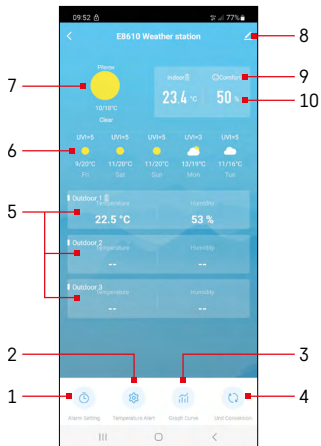 09:52 77%
E8610 Weather station
8
Přerov
Indoor Comfort
9
7
23.4 °C 50 %
10
10/18°C
Clear
UVI=5 UVI=5 UVI=5 UVI=3 UVI=5
6
9/20°C 11/20°C 11/20°C 13/19°C 11/16°C
Fri Sat Sun Mon Tue
Outdoor 1
Temperature Humidity
5
22.5 °C 53 %
Outdoor 2
Temperature Humidity
-- --
Outdoor 3
Temperature Humidity
-- --
2
3
1
4
Alarm Setting Temperature Alert Graph Curve Unit Conversion